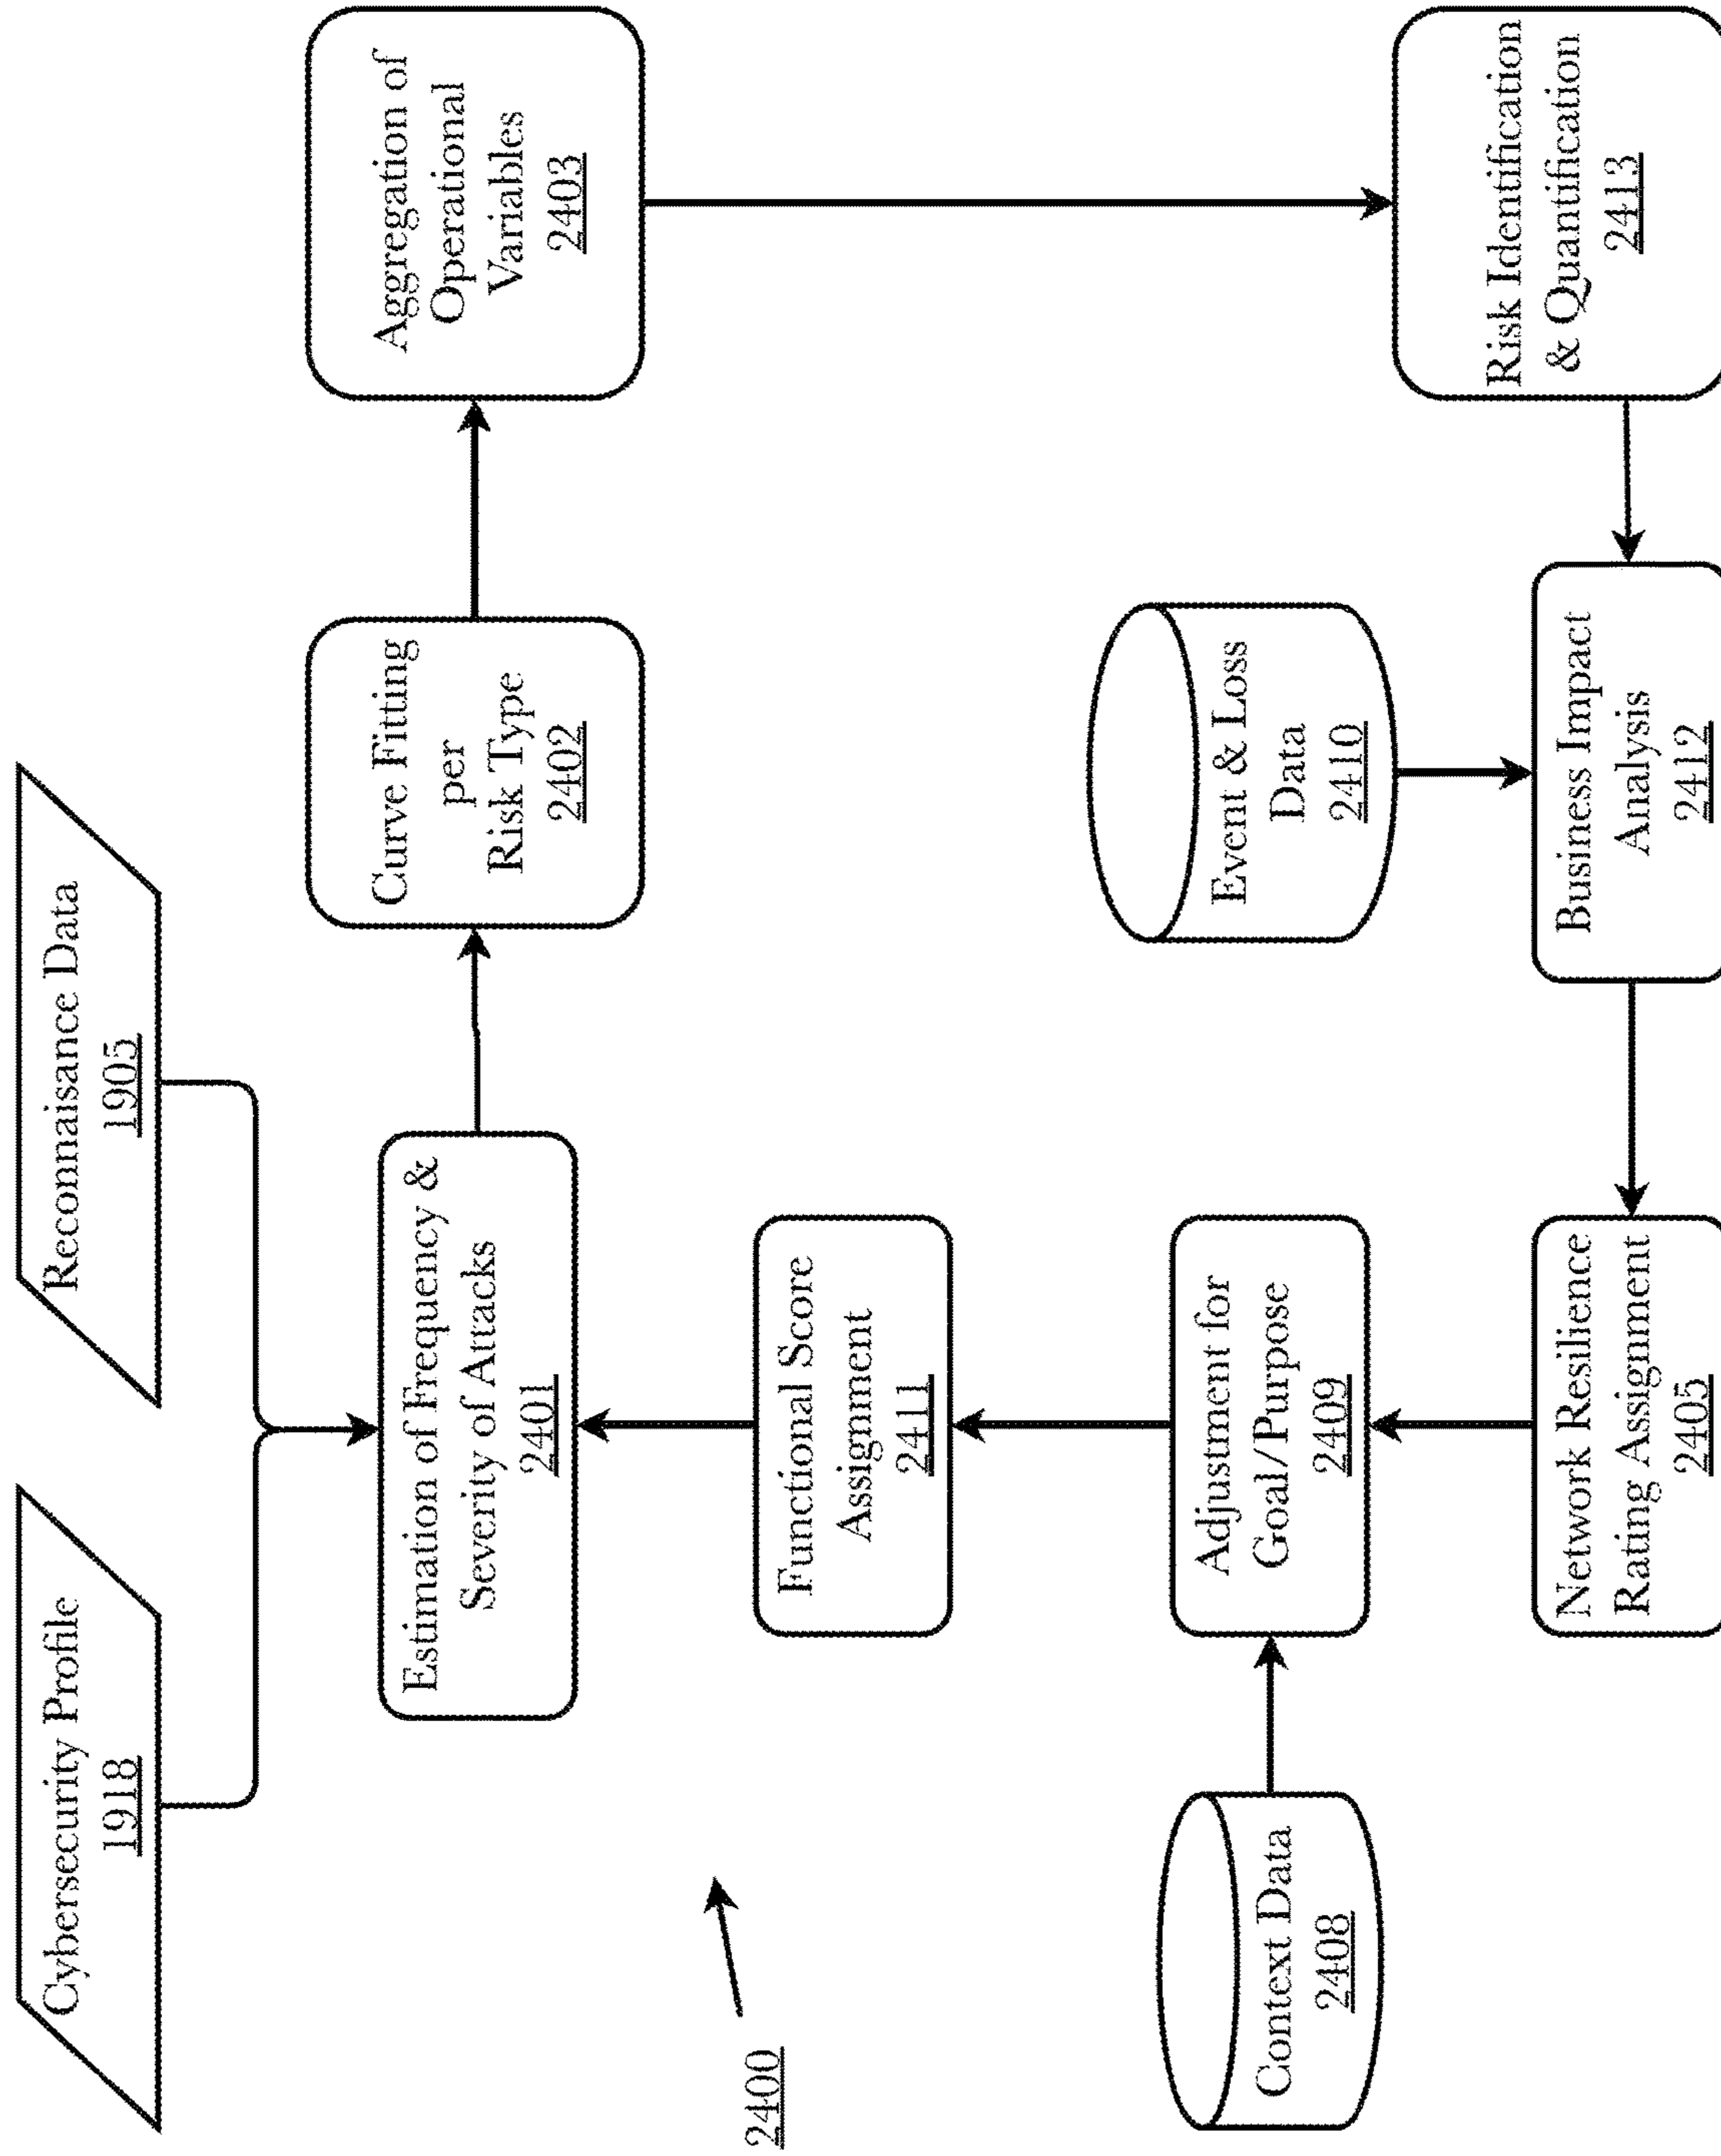 Cybersecurity Profile
1918
Reconnaisance Data
1905
Estimation of Frequency &
Severity of Attacks
2401
Curve Fitting
per
Risk Type
2402
Aggregation of
Operational
Variables
2403
2400
Functional Score
Assignment
2411
Context Data
2408
Adjustment for
Goal/Purpose
2409
Event & Loss
Data
2410
Network Resilience
Rating Assignment
2405
Business Impact
Analysis
2412
Risk Identification
& Quantification
2413